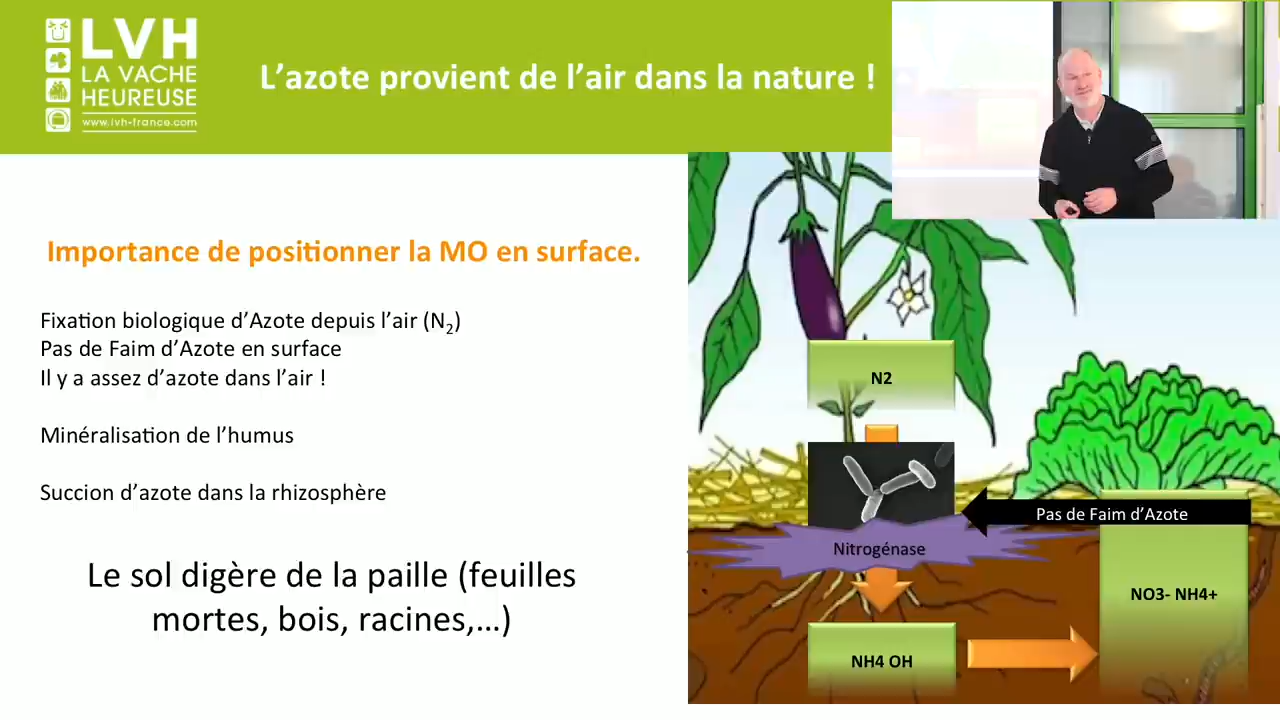 LVH
LA VACHE
HEUREUSE
www.lvh-france.com
L’azote provient de l’air dans la nature !
Importance de positionner la MO en surface.
Fixation biologique d’Azote depuis l’air (N₂)
Pas de Faim d’Azote en surface
Il y a assez d’azote dans l’air !
Minéralisation de l’humus
Succion d’azote dans la rhizosphère
Le sol digère de la paille (feuilles
mortes, bois, racines,...)
N2
Pas de Faim d’Azote
Nitrogénase
NO3- NH4+
NH4 OH